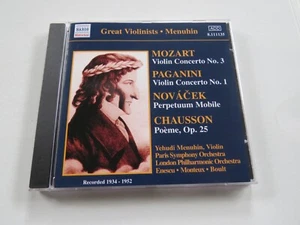 Great Violinists • Menuhin
MOZART
Violin Concerto No. 3
PAGANINI
Violin Concerto No. 1
NOVÁČEK
Perpetuum Mobile
CHAUSSON
Poème, Op. 25
Yehudi Menuhin, Violin
Paris Symphony Orchestra
London Philharmonic Orchestra
Enescu • Monteux • Boult
Recorded 1934 - 1952